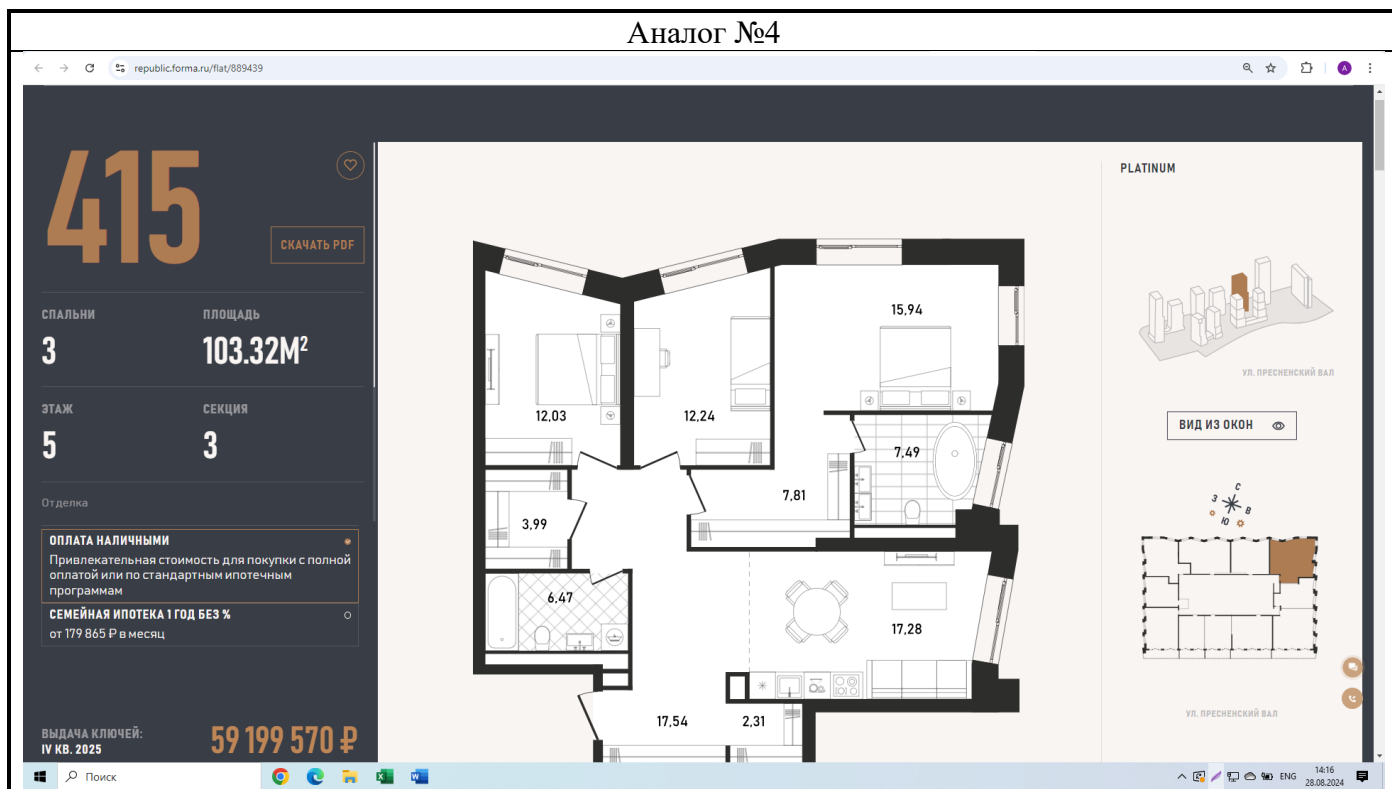 Аналог №4
republic.forma.ru/flat/889439
A
415
СКАЧАТЬ PDF
СПАЛЬНИ
ПЛОЩАДЬ
3
103.32М²
ЭТАЖ
СЕКЦИЯ
5
3
Отделка
ОПЛАТА НАЛИЧНЫМИ
Привлекательная стоимость для покупки с полной
оплатой или по стандартным ипотечным
программам
СЕМЕЙНАЯ ИПОТЕКА 1 ГОД БЕЗ %
от 179 865 ₽ в месяц
ВЫДАЧА КЛЮЧЕЙ:
IV КВ. 2025
59 199 570 ₽
15,94
12,03
12,24
7,49
7,81
3,99
6,47
17,28
17,54
2,31
PLATINUM
УЛ. ПРЕСНЕНСКИЙ ВАЛ
ВИД ИЗ ОКОН
С
З
В
Ю
УЛ. ПРЕСНЕНСКИЙ ВАЛ
Поиск
ENG
14:16
28.08.2024